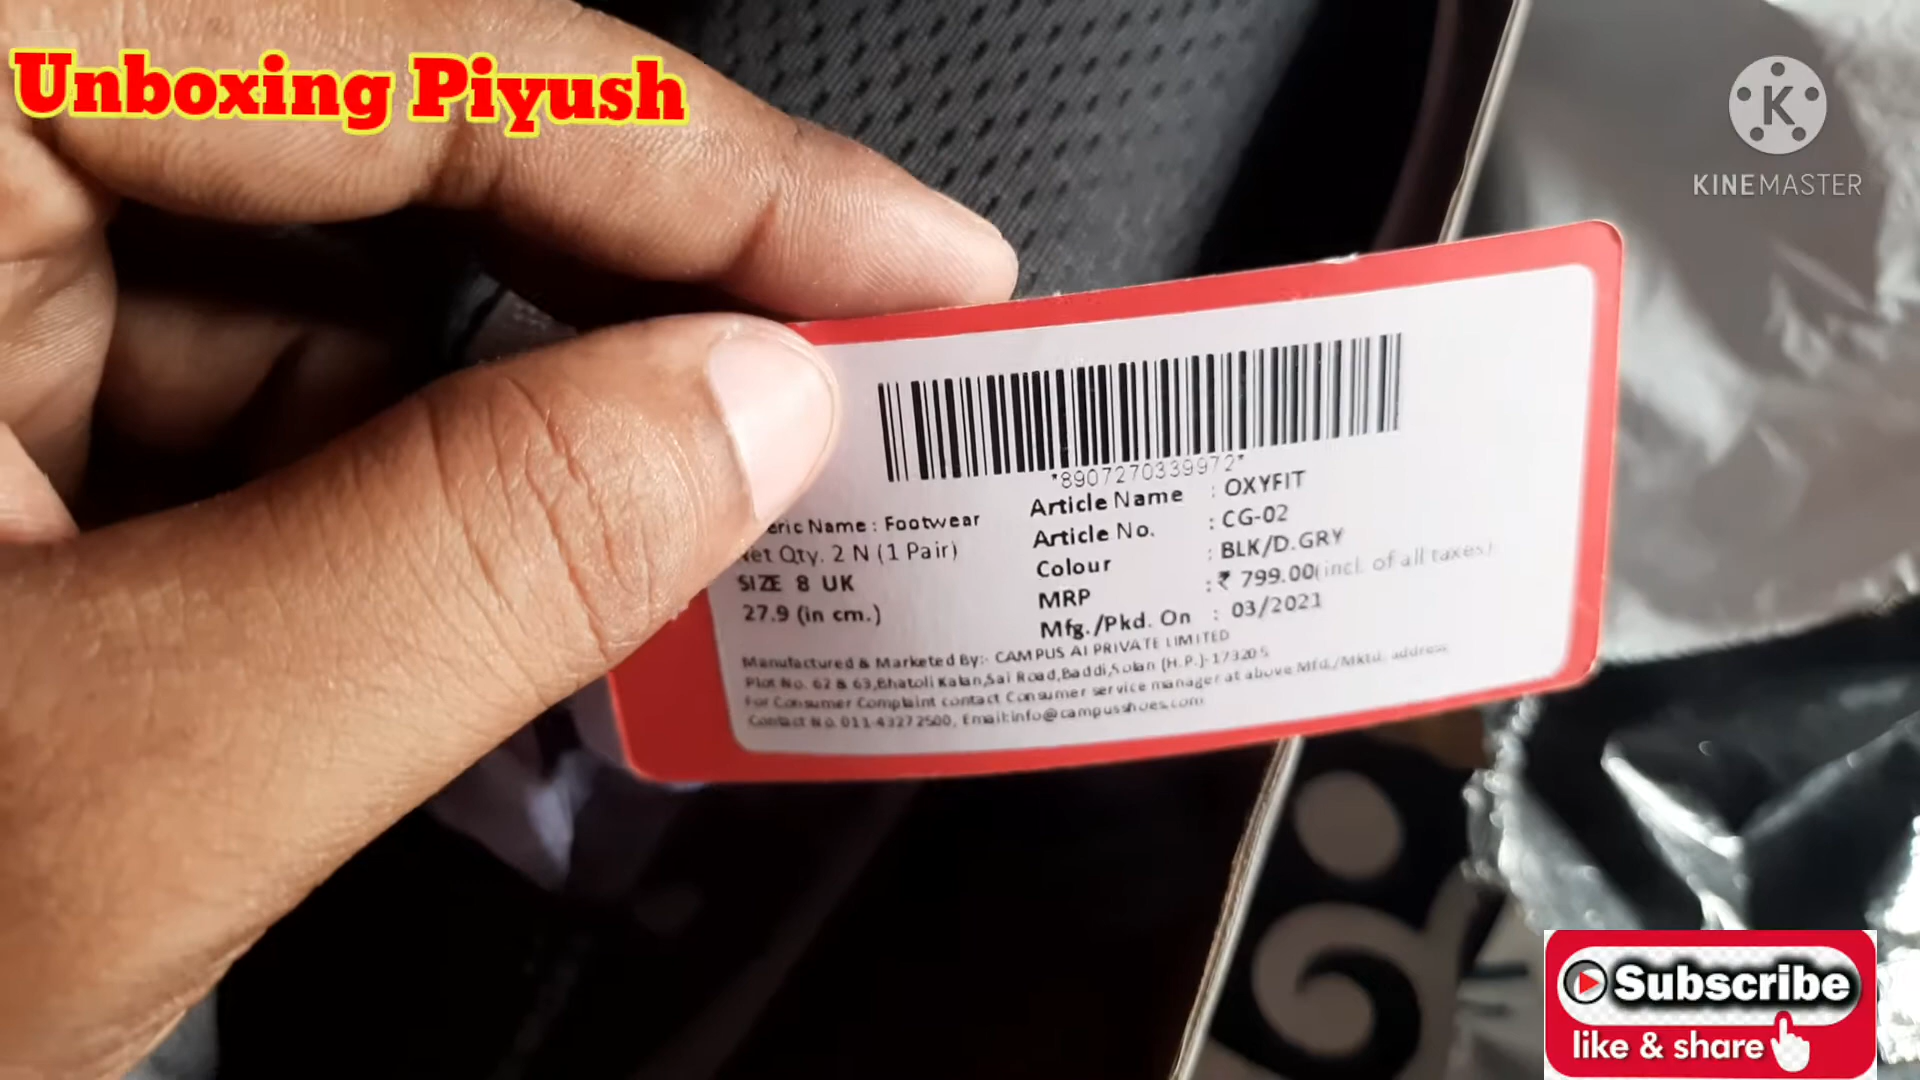 Unboxing Piyush
K
KINEMASTER
*8907270339972*
eric Name : Footwear
Net Qty. 2 N (1 Pair)
SIZE 8 UK
27.9 (in cm.)
Article Name : OXYFIT
Article No. : CG-02
Colour : BLK/D.GRY
MRP : ₹ 799.00(incl. of all taxes)
Mfg./Pkd. On : 03/2021
Manufactured & Marketed By:- CAMPUS AI PRIVATE LIMITED
Plot No. 62 & 63,Bhatoli Kalan,Sai Road,Baddi,Solan (H.P.)-173205
For Consumer Complaint contact Consumer service manager at above Mfd./Mktd. address
Contact No. 011-43272500, Email:info@campusshoes.com
Subscribe
like & share